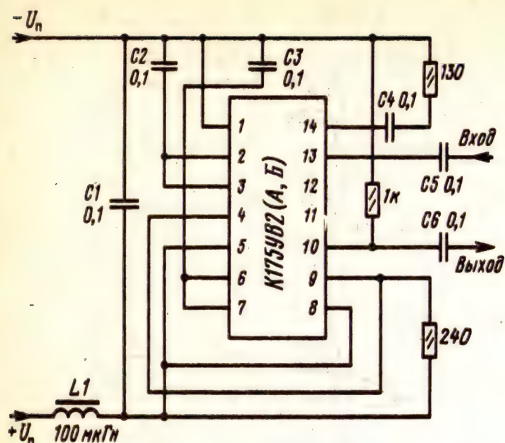 − Uп
C2
0,1
C3
0,1
C4 0,1
130
Вход
C5 0,1
C1
0,1
К175УВ2 (А, Б)
1
2
3
4
5
6
7
14
13
12
11
10
9
8
1к
C6 0,1
Выход
240
L1
100 мкГн
+Uп